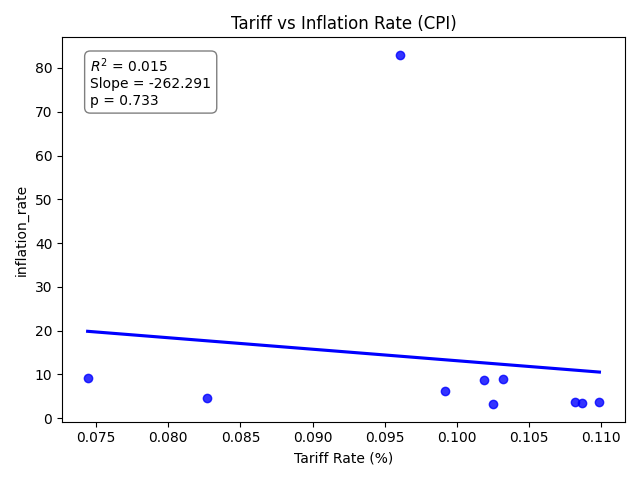 Tariff vs Inflation Rate (CPI)
R² = 0.015
Slope = -262.291
p = 0.733
80
70
60
50
40
30
20
10
0
inflation_rate
0.075 0.080 0.085 0.090 0.095 0.100 0.105 0.110
Tariff Rate (%)